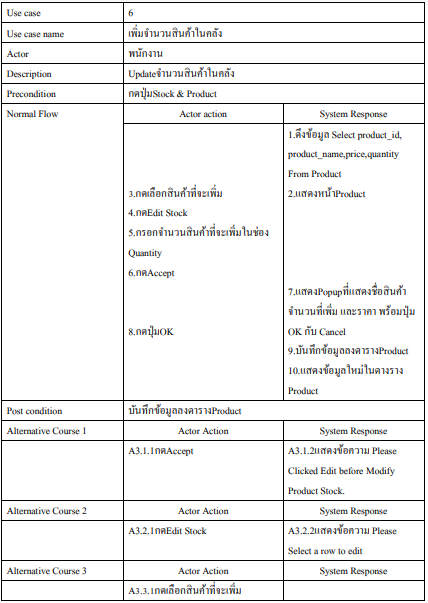 Use case 6
Use case name เพิ่มจำนวนสินค้าในคลัง
Actor พนักงาน
Description Updateจำนวนสินค้าในคลัง
Precondition กดปุ่มStock & Product
Normal Flow Actor action System Response
1.ดึงข้อมูล Select product_id,
product_name,price,quantity
From Product
3.กดเลือกสินค้าที่จะเพิ่ม 2.แสดงหน้าProduct
4.กดEdit Stock
5.กรอกจำนวนสินค้าที่จะเพิ่มในช่อง
Quantity
6.กดAccept
7.แสดงPopupที่แสดงชื่อสินค้า
จำนวนที่เพิ่ม และราคา พร้อมปุ่ม
8.กดปุ่มOK OK กับ Cancel
9.บันทึกข้อมูลลงตารางProduct
10.แสดงข้อมูลใหม่ในตางราง
Product
Post condition บันทึกข้อมูลลงตารางProduct
Alternative Course 1 Actor Action System Response
A3.1.1กดAccept A3.1.2แสดงข้อความ Please
Clicked Edit before Modify
Product Stock.
Alternative Course 2 Actor Action System Response
A3.2.1กดEdit Stock A3.2.2แสดงข้อความ Please
Select a row to edit
Alternative Course 3 Actor Action System Response
A3.3.1กดเลือกสินค้าที่จะเพิ่ม